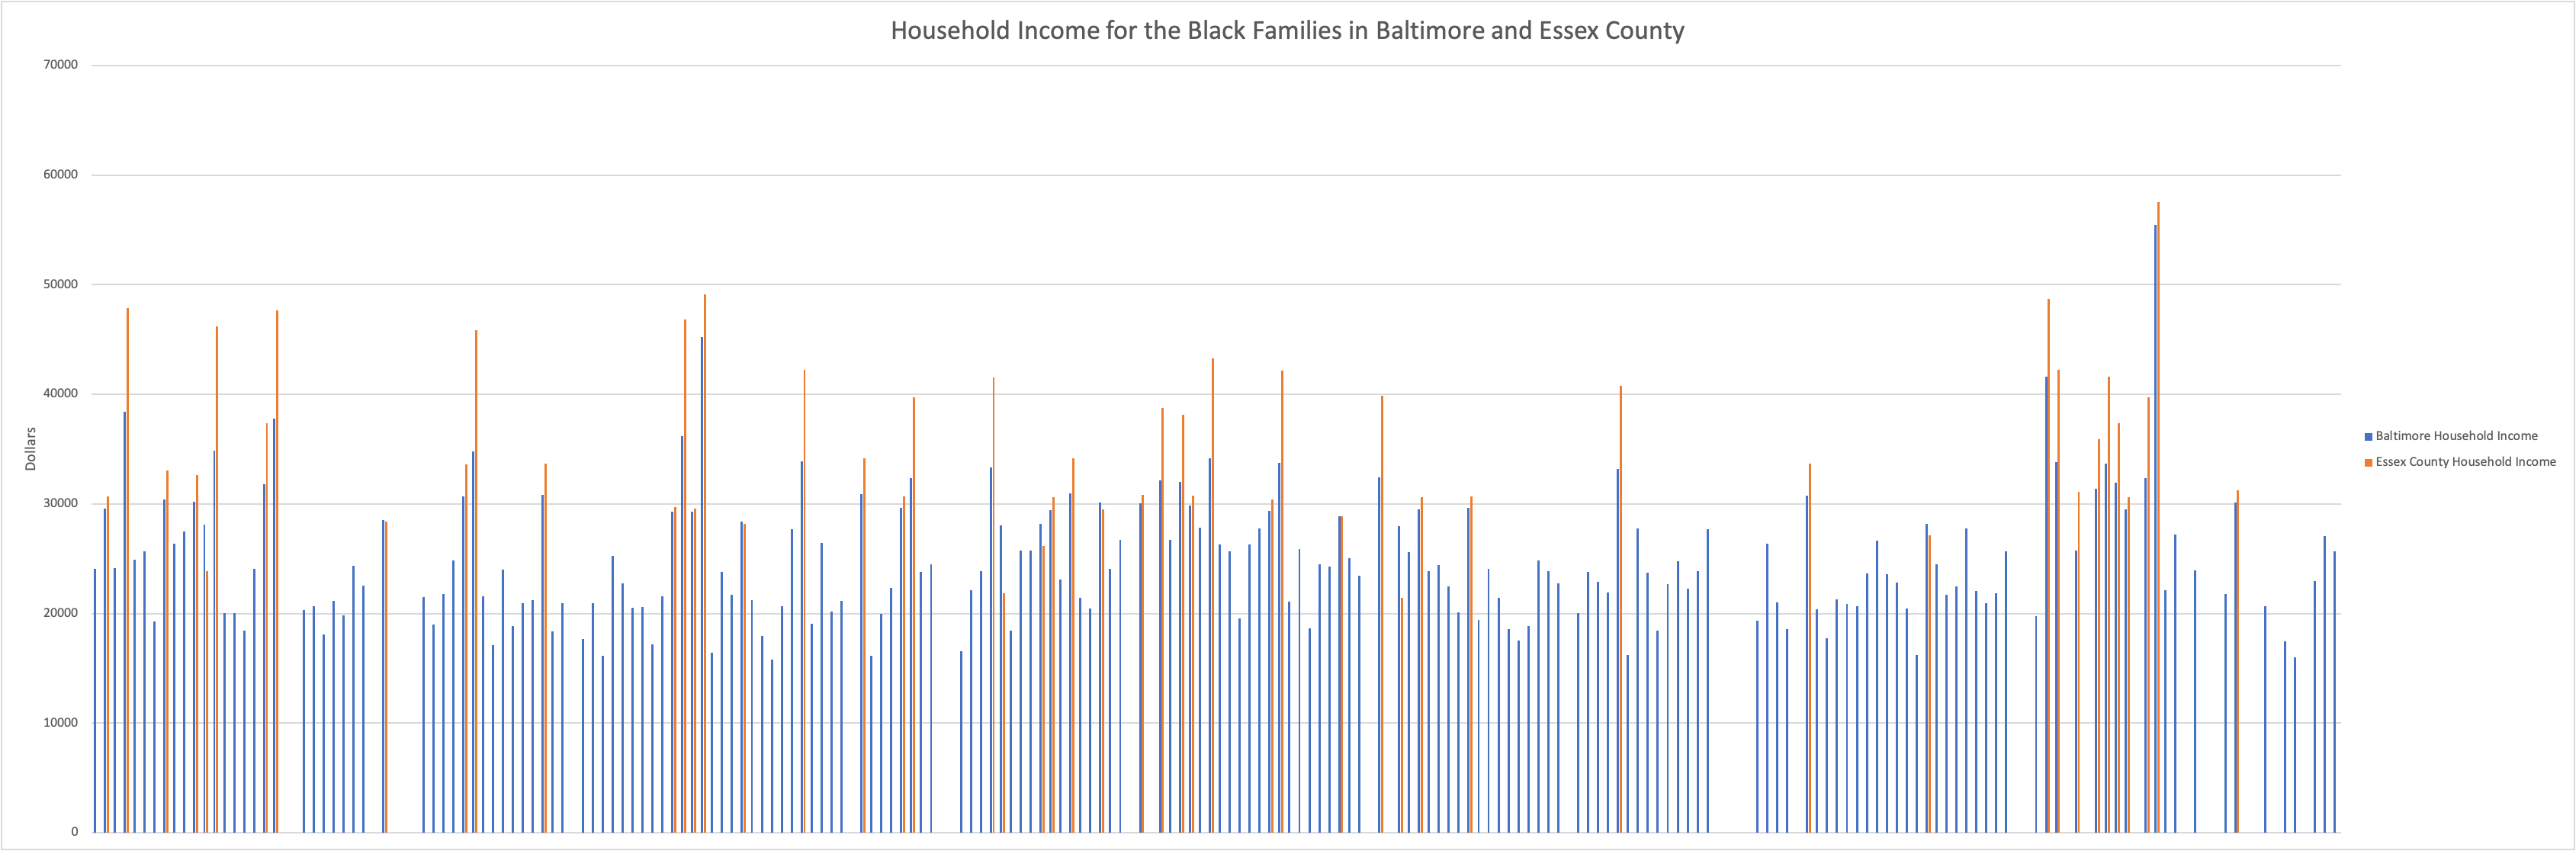 Household Income for the Black Families in Baltimore and Essex County
70000
60000
50000
40000
30000
20000
10000
0
Dollars
Baltimore Household Income
Essex County Household Income